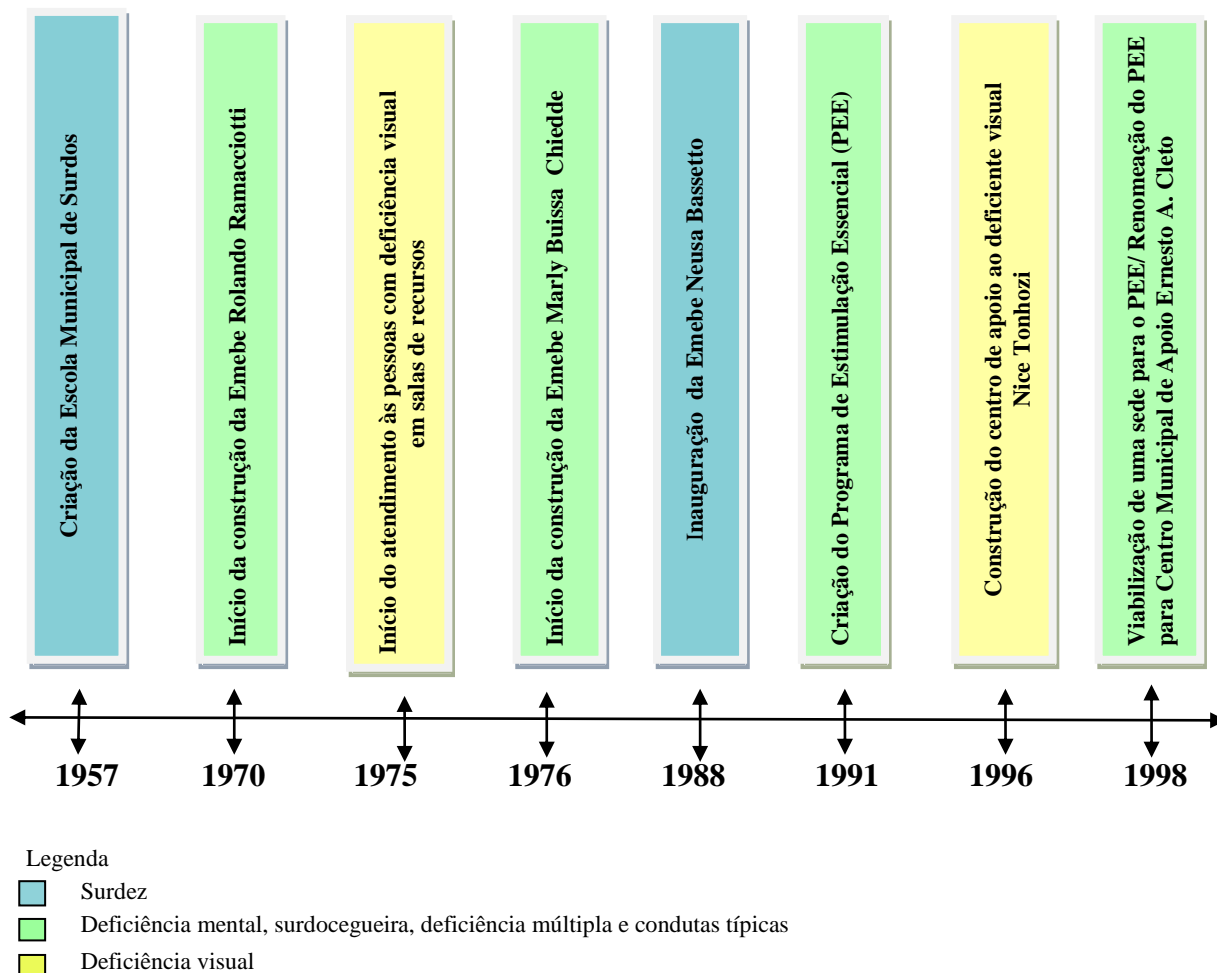 Criação da Escola Municipal de Surdos
Início da construção da Emebe Rolando Ramacciotti
Início do atendimento às pessoas com deficiência visual
em salas de recursos
Início da construção da Emebe Marly Buissa Chiedde
Inauguração da Emebe Neusa Bassetto
Criação do Programa de Estimulação Essencial (PEE)
Construção do centro de apoio ao deficiente visual
Nice Tonhozi
Viabilização de uma sede para o PEE/ Renomeação do PEE
para Centro Municipal de Apoio Ernesto A. Cleto
1957 1970 1975 1976 1988 1991 1996 1998
Legenda
Surdez
Deficiência mental, surdocegueira, deficiência múltipla e condutas típicas
Deficiência visual